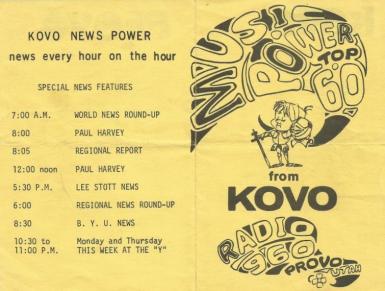 KOVO NEWS POWER
news every hour on the hour
SPECIAL NEWS FEATURES
7:00 A.M. WORLD NEWS ROUND-UP
8:00 PAUL HARVEY
8:05 REGIONAL REPORT
12:00 noon PAUL HARVEY
5:30 P.M. LEE STOTT NEWS
6:00 REGIONAL NEWS ROUND-UP
8:30 B. Y. U. NEWS
10:30 to Monday and Thursday
11:00 P.M. THIS WEEK AT THE "Y"
MUSIC
POWER
TOP
60
from
KOVO
RADIO
960
PROVO
UTAH